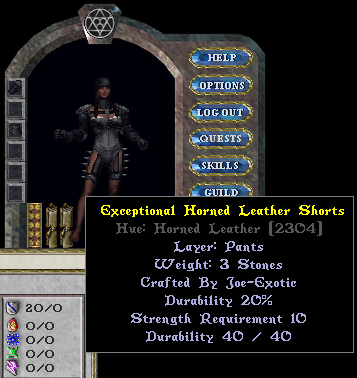 HELP
OPTIONS
LOG OUT
QUESTS
SKILLS
GUILD
Exceptional Horned Leather Shorts
Hue: Horned Leather [2304]
Layer: Pants
Weight: 3 Stones
Crafted By Joe-Exotic
Durability 20%
Strength Requirement 10
Durability 40 / 40
20/0
0/0
0/0
0/0
0/0